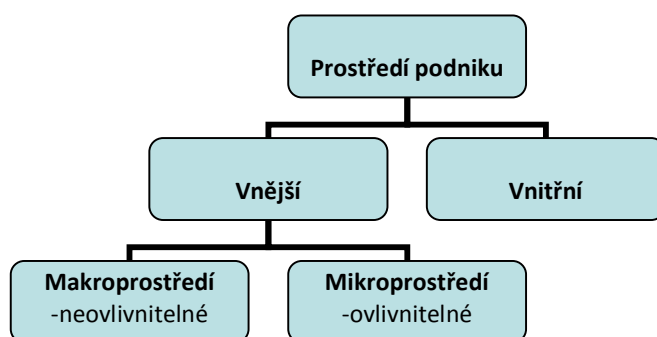 Prostředí podniku
Vnější
Vnitřní
Makroprostředí
-neovlivnitelné
Mikroprostředí
-ovlivnitelné